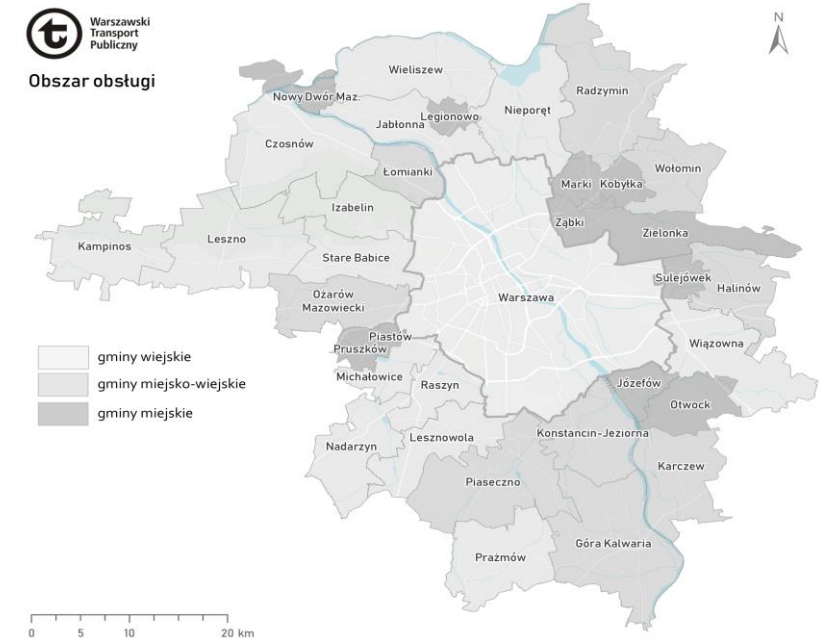 Warszawski
Transport
Publiczny
Obszar obsługi
N
Wieliszew
Radzymin
Nowy Dwór Maz.
Nieporęt
Legionowo
Jabłonna
Czosnów
Wołomin
Łomianki
Marki
Kobyłka
Izabelin
Ząbki
Zielonka
Leszno
Kampinos
Stare Babice
Sulejówek
Halinów
Ożarów
Mazowiecki
Warszawa
Piastów
Wiązowna
Pruszków
gminy wiejskie
Michałowice
Raszyn
gminy miejsko-wiejskie
Józefów
Otwock
gminy miejskie
Konstancin-Jeziorna
Lesznowola
Nadarzyn
Karczew
Piaseczno
Góra Kalwaria
Prażmów
0 5 10 20 km